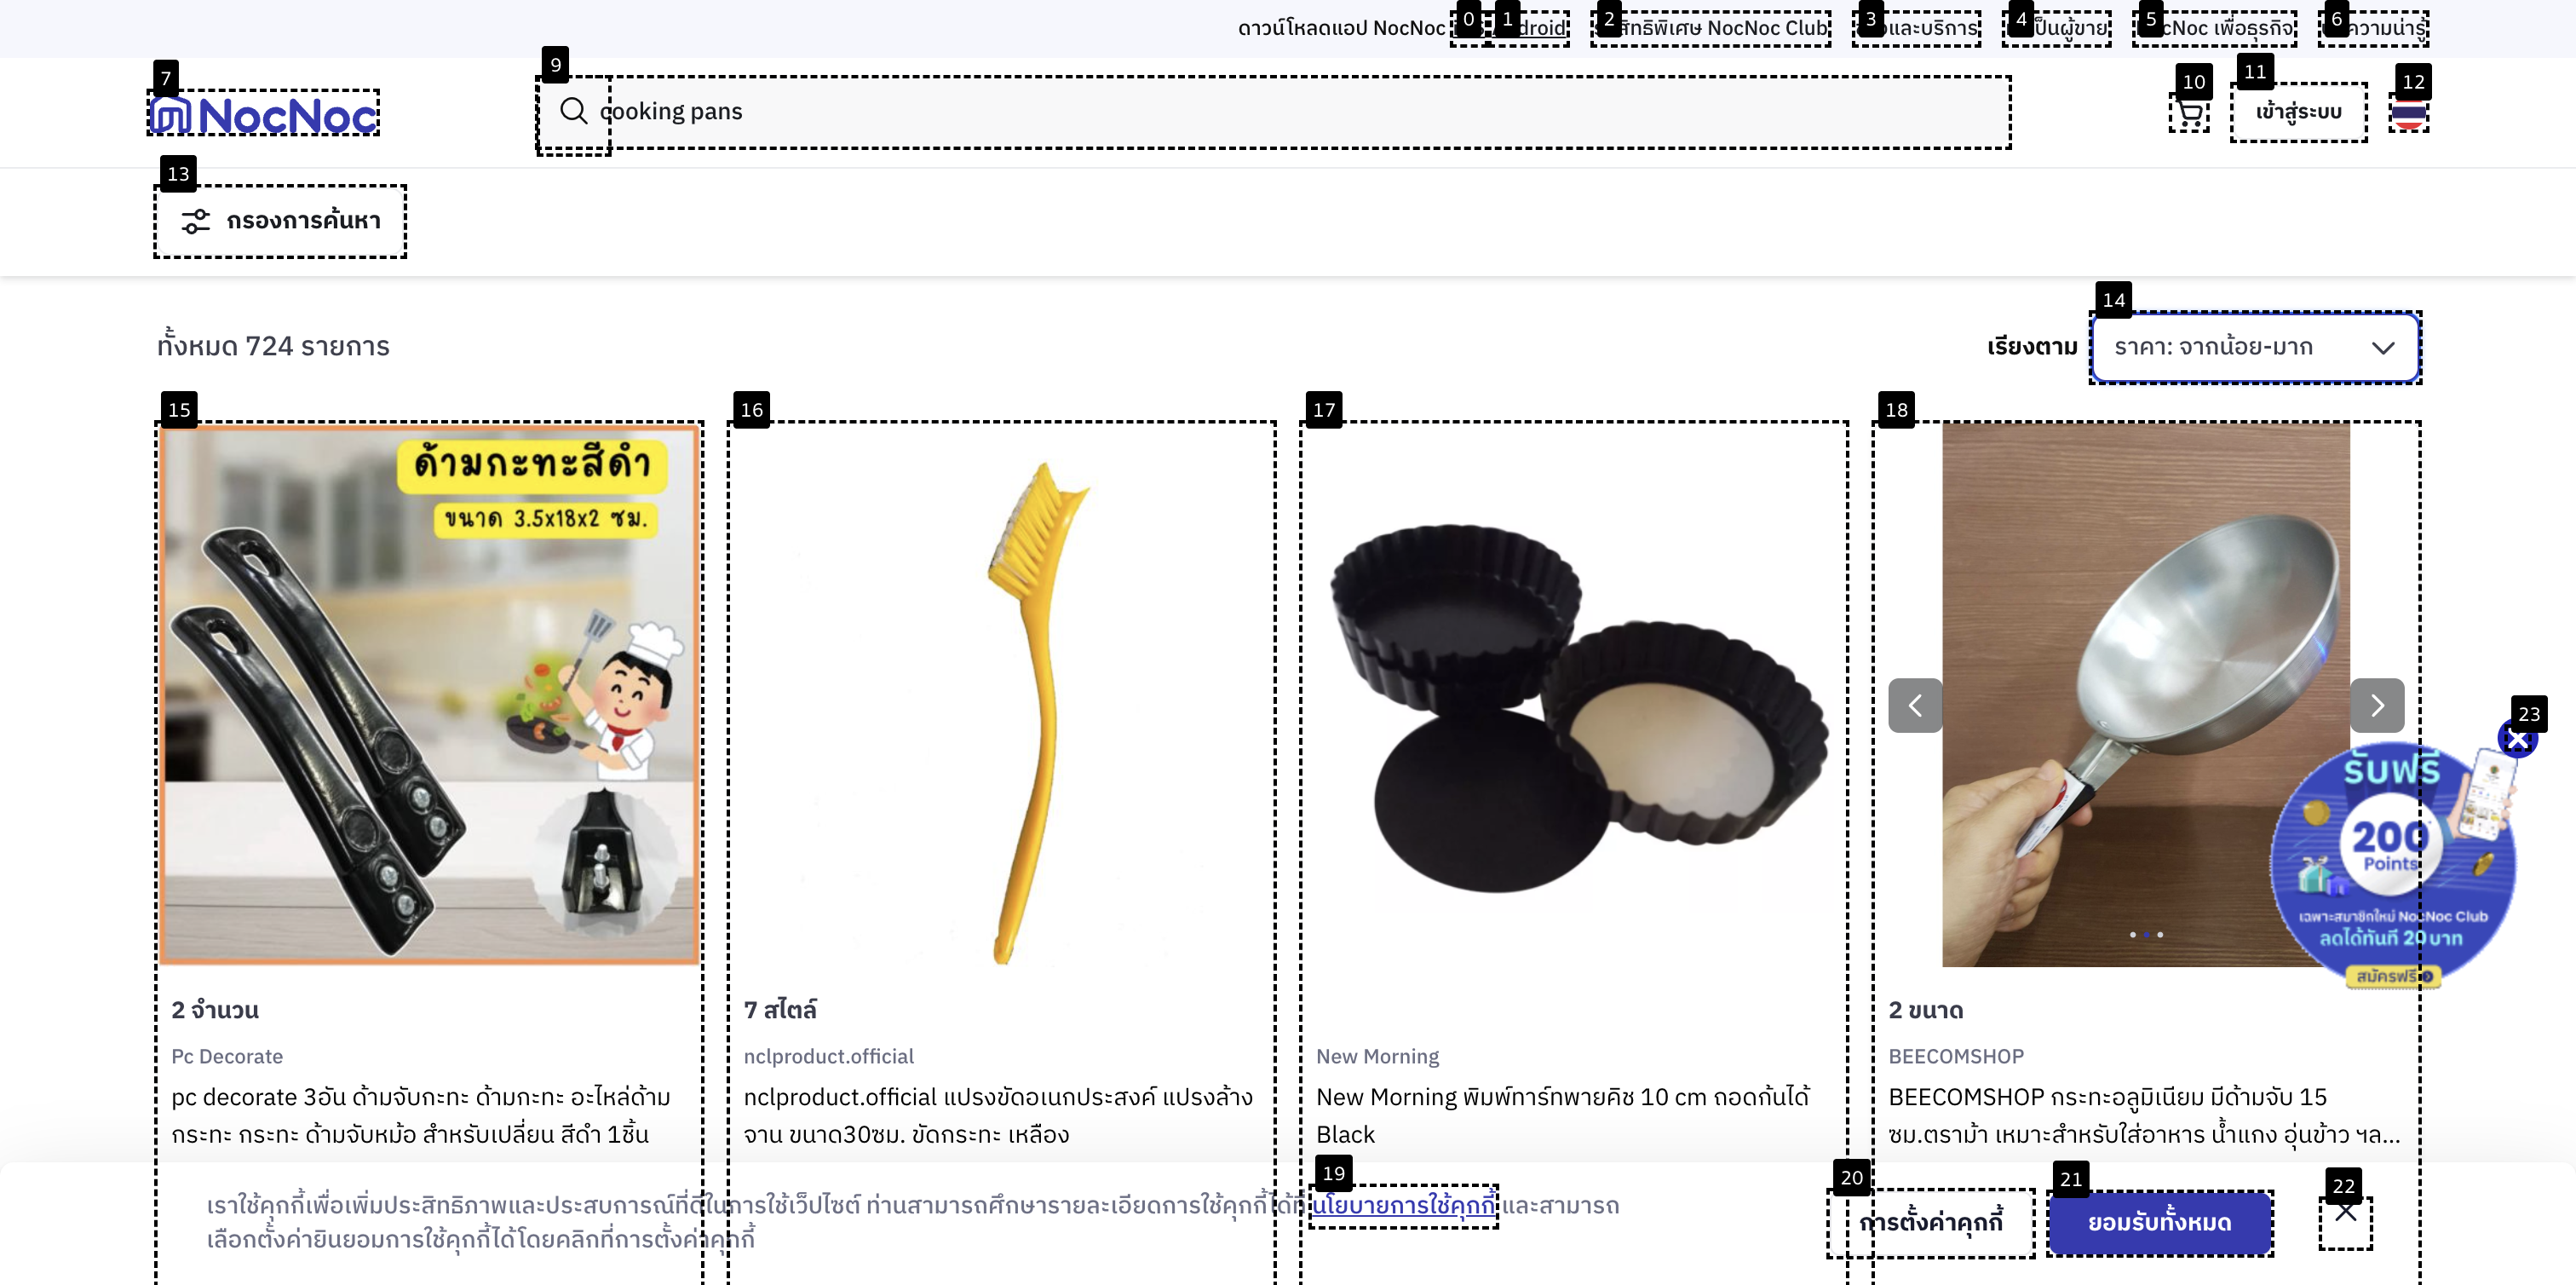 ดาวน์โหลดแอป NocNoc
สิทธิพิเศษ NocNoc Club
และบริการ
เป็นผู้ขาย
NocNoc เพื่อธุรกิจ
ความน่ารู้
0 1 2 3 4 5 6
7 9 10 11 12
NocNoc
cooking pans
เข้าสู่ระบบ
13
กรองการค้นหา
14
ทั้งหมด 724 รายการ
เรียงตาม
ราคา: จากน้อย-มาก
15 16 17 18
ด้ามกะทะสีดำ
ขนาด 3.5x18x2 ซม.
23
รับฟรี
200
Points
เฉพาะสมาชิกใหม่ NocNoc Club
ลดได้ทันที 20 บาท
สมัครฟรี
2 จำนวน
Pc Decorate
pc decorate 3อัน ด้ามจับกะทะ ด้ามกะทะ อะไหล่ด้าม
กระทะ กระทะ ด้ามจับหม้อ สำหรับเปลี่ยน สีดำ 1ชิ้น
7 สไตล์
nclproduct.official
nclproduct.official แปรงขัดอเนกประสงค์ แปรงล้าง
จาน ขนาด30ซม. ขัดกระทะ เหลือง
New Morning
New Morning พิมพ์ทาร์ทพายคิช 10 cm ถอดก้นได้
Black
2 ขนาด
BEECOMSHOP
BEECOMSHOP กระทะอลูมิเนียม มีด้ามจับ 15
ซม.ตราม้า เหมาะสำหรับใส่อาหาร น้ำแกง อุ่นข้าว ฯล...
19 20 21 22
เราใช้คุกกี้เพื่อเพิ่มประสิทธิภาพและประสบการณ์ที่ดีในการใช้เว็ปไซต์ ท่านสามารถศึกษารายละเอียดการใช้คุกกี้ได้ที่ นโยบายการใช้คุกกี้ และสามารถ
เลือกตั้งค่ายินยอมการใช้คุกกี้ได้โดยคลิกที่การตั้งค่าคุกกี้
การตั้งค่าคุกกี้
ยอมรับทั้งหมด